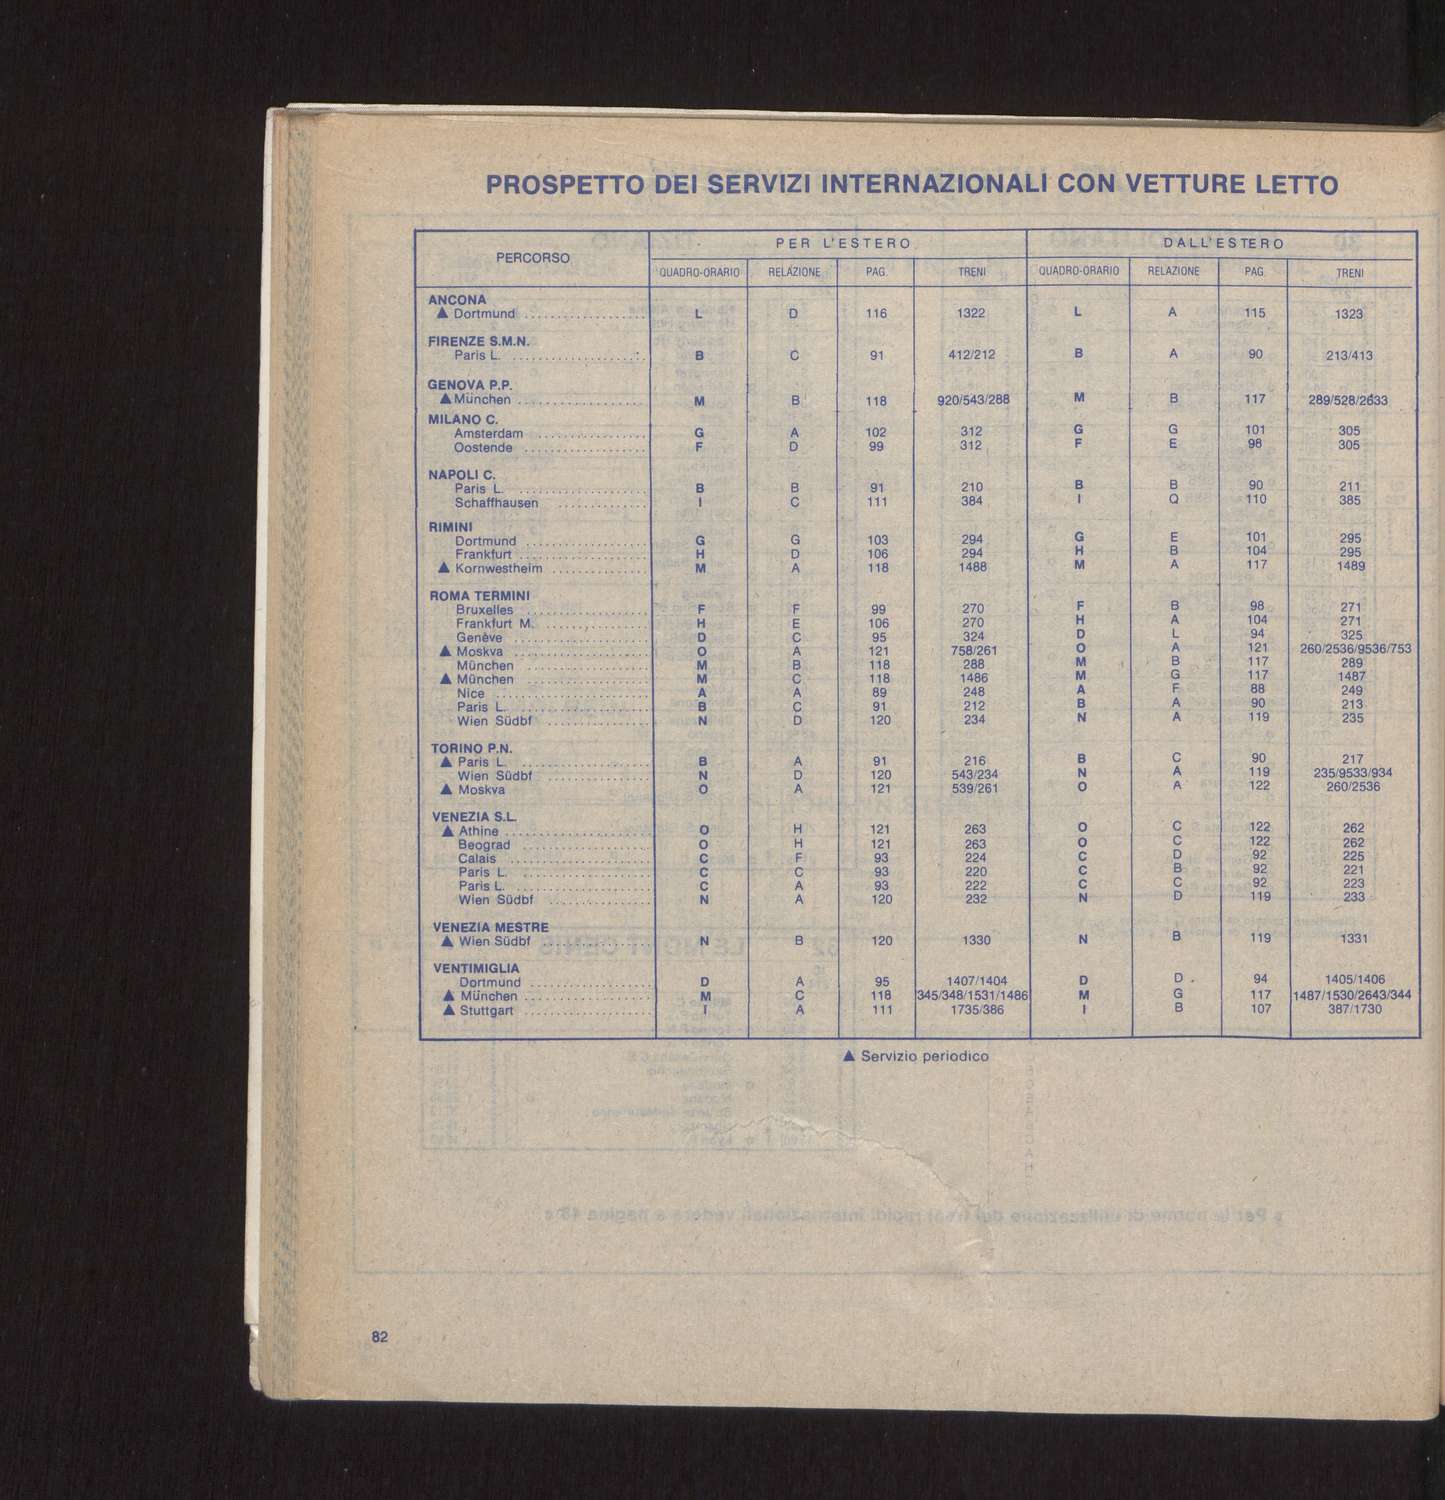 PROSPETTO DEI SERVIZI INTERNAZIONALI CON VETTURE LETTO
PERCORSO PER L'ESTERO DALL'ESTERO
QUADRO-ORARIO RELAZIONE PAG. TRENI QUADRO-ORARIO RELAZIONE PAG. TRENI
ANCONA
▲ Dortmund L D 116 1322 L A 115 1323
FIRENZE S.M.N.
Paris L. B C 91 412/212 B A 90 213/413
GENOVA P.P.
▲ München M B 118 920/543/288 M B 117 289/528/2633
MILANO C.
Amsterdam G A 102 312 G G 101 305
Oostende F D 99 312 F E 98 305
NAPOLI C.
Paris L. B B 91 210 B B 90 211
Schaffhausen I C 111 384 I Q 110 385
RIMINI
Dortmund G G 103 294 G E 101 295
Frankfurt H D 106 294 H B 104 295
▲ Kornwestheim M A 118 1488 M A 117 1489
ROMA TERMINI
Bruxelles F F 99 270 F B 98 271
Frankfurt M. H E 106 270 H A 104 271
Genève D C 95 324 D L 94 325
▲ Moskva O A 121 758/261 O A 121 260/2536/9536/753
München M B 118 288 M B 117 289
▲ München M C 118 1486 M G 117 1487
Nice A A 89 248 A F 88 249
Paris L. B C 91 212 B A 90 213
Wien Südbf N D 120 234 N A 119 235
TORINO P.N.
▲ Paris L. B A 91 216 B C 90 217
Wien Südbf N D 120 543/234 N A 119 235/9533/934
▲ Moskva O A 121 539/261 O A 122 260/2536
VENEZIA S.L.
▲ Athine O H 121 263 O C 122 262
Beograd O H 121 263 O C 122 262
Calais C F 93 224 C D 92 225
Paris L. C C 93 220 C B 92 221
Paris L. C A 93 222 C C 92 223
Wien Südbf N A 120 232 N D 119 233
VENEZIA MESTRE
▲ Wien Südbf N B 120 1330 N B 119 1331
VENTIMIGLIA
Dortmund D A 95 1407/1404 D D 94 1405/1406
▲ München M C 118 345/348/1531/1486 M G 117 1487/1530/2643/344
▲ Stuttgart I A 111 1735/386 I B 107 387/1730
▲ Servizio periodico
82